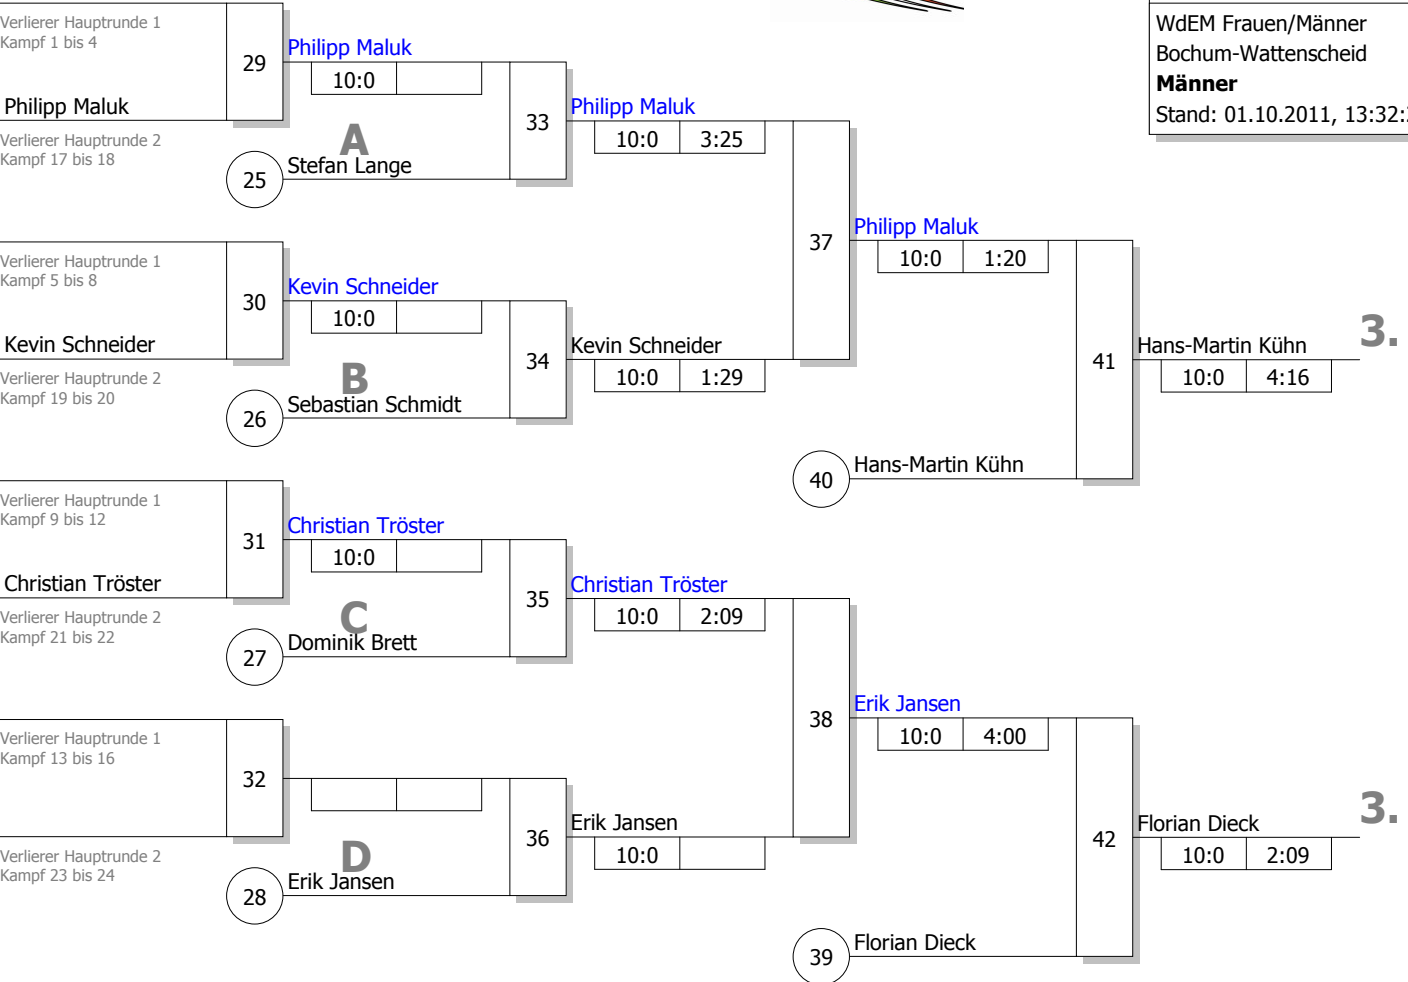 WdEM Frauen/Männer
Bochum-Wattenscheid
Männer
Stand: 01.10.2011, 13:32:
Verlierer Hauptrunde 1
Kampf 1 bis 4
29
Philipp Maluk
10:0
Philipp Maluk
Verlierer Hauptrunde 2
Kampf 17 bis 18
A
25
Stefan Lange
33
Philipp Maluk
10:0 3:25
Verlierer Hauptrunde 1
Kampf 5 bis 8
30
Kevin Schneider
10:0
Kevin Schneider
Verlierer Hauptrunde 2
Kampf 19 bis 20
B
26
Sebastian Schmidt
34
Kevin Schneider
10:0 1:29
37
Philipp Maluk
10:0 1:20
40
Hans-Martin Kühn
41
Hans-Martin Kühn
10:0 4:16
3.
Verlierer Hauptrunde 1
Kampf 9 bis 12
31
Christian Tröster
10:0
Christian Tröster
Verlierer Hauptrunde 2
Kampf 21 bis 22
C
27
Dominik Brett
35
Christian Tröster
10:0 2:09
Verlierer Hauptrunde 1
Kampf 13 bis 16
32
Verlierer Hauptrunde 2
Kampf 23 bis 24
D
28
Erik Jansen
36
Erik Jansen
10:0
38
Erik Jansen
10:0 4:00
39
Florian Dieck
42
Florian Dieck
10:0 2:09
3.